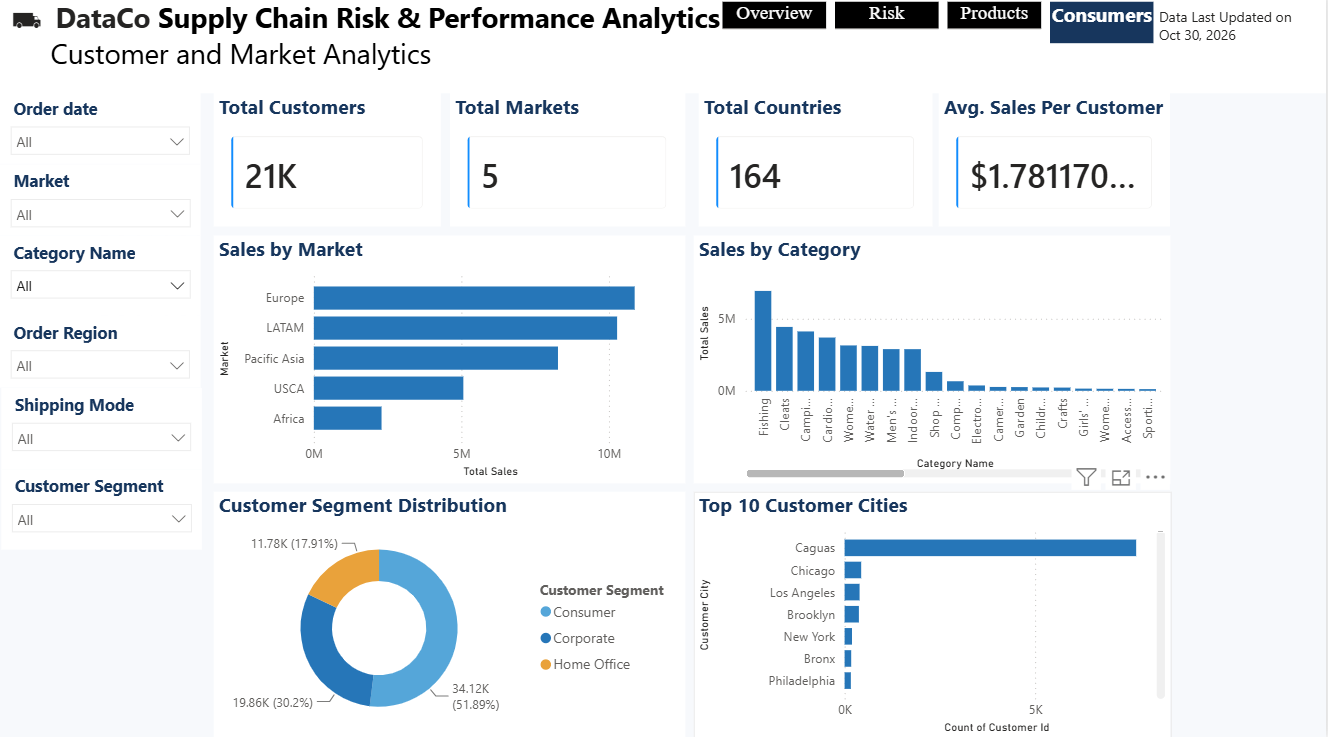 DataCo Supply Chain Risk & Performance Analytics
Overview
Risk
Products
Consumers
Data Last Updated on
Oct 30, 2026
Customer and Market Analytics
Order date
All
Market
All
Category Name
All
Order Region
All
Shipping Mode
All
Customer Segment
All
Total Customers
21K
Total Markets
5
Total Countries
164
Avg. Sales Per Customer
$1.781170...
Sales by Market
Market
Europe
LATAM
Pacific Asia
USCA
Africa
0M
5M
10M
Total Sales
Sales by Category
Total Sales
5M
0M
Fishing
Cleats
Campi...
Cardio...
Wome...
Water ...
Men's ...
Indoor...
Shop ...
Comp...
Electro...
Camer...
Garden
Childr...
Crafts
Girls' ...
Wome...
Access...
Sporti...
Category Name
Customer Segment Distribution
11.78K (17.91%)
19.86K (30.2%)
34.12K
(51.89%)
Customer Segment
Consumer
Corporate
Home Office
Top 10 Customer Cities
Customer City
Caguas
Chicago
Los Angeles
Brooklyn
New York
Bronx
Philadelphia
0K
5K
Count of Customer Id